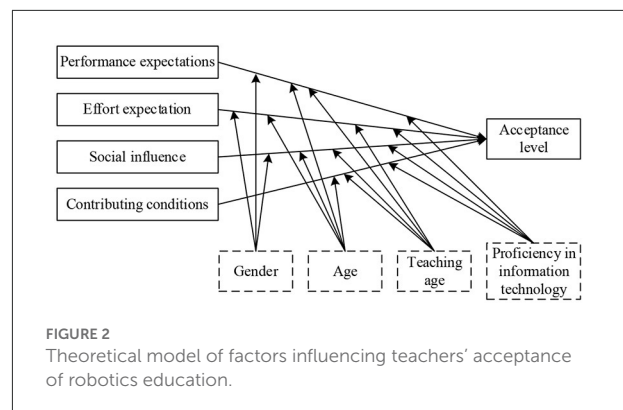 Performance expectations
Effort expectation
Social influence
Contributing conditions
Acceptance
level
Gender
Age
Teaching
age
Proficiency in
information
technology
FIGURE 2
Theoretical model of factors influencing teachers’ acceptance
of robotics education.